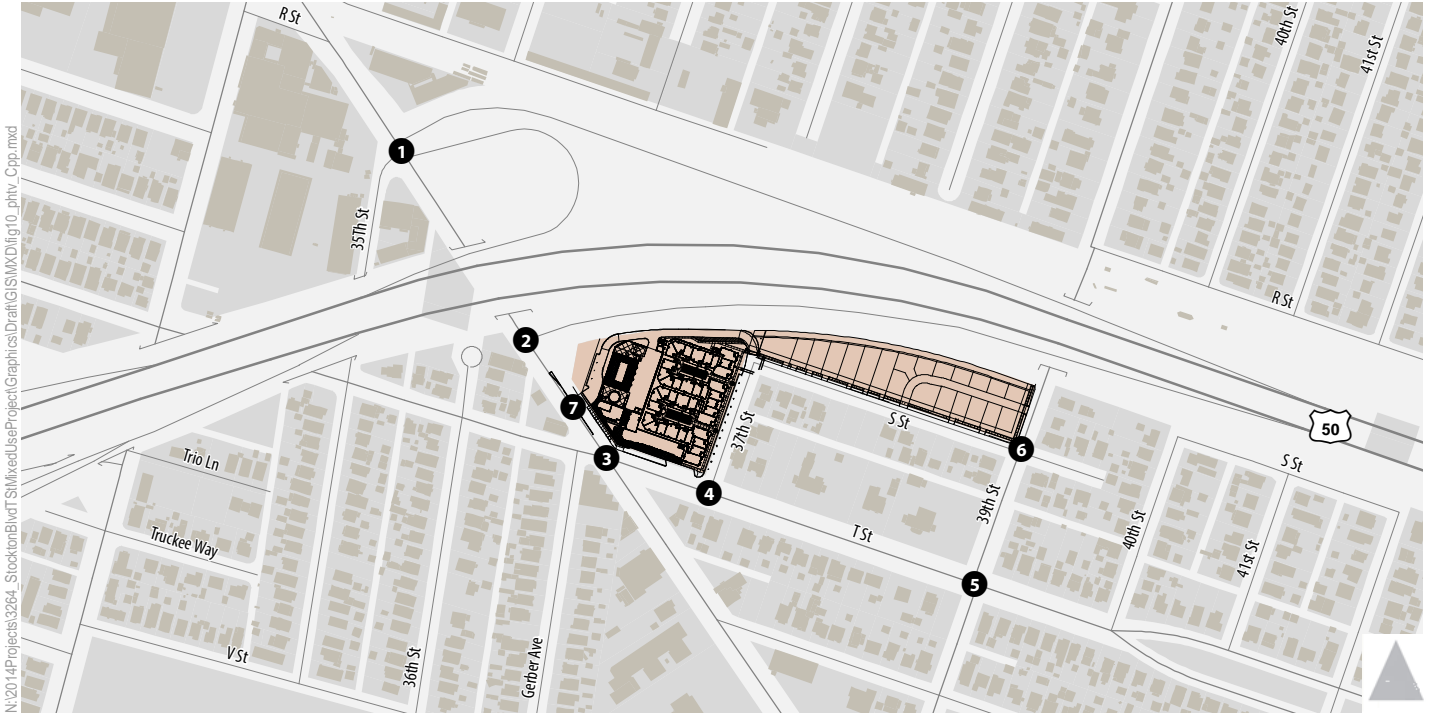 R St
40th St
41st St
1
35Th St
R St
2
7
37th St
S St
50
3
6
Trio Ln
S St
4
39th St
T St
40th St
Truckee Way
41st St
5
V St
36th St
Gerber Ave
N:\2014Projects\3264_StocktonBlvdTStMixedUseProject\Graphics\Draft\GIS\MXD\fig10_phtv_Cpp.mxd